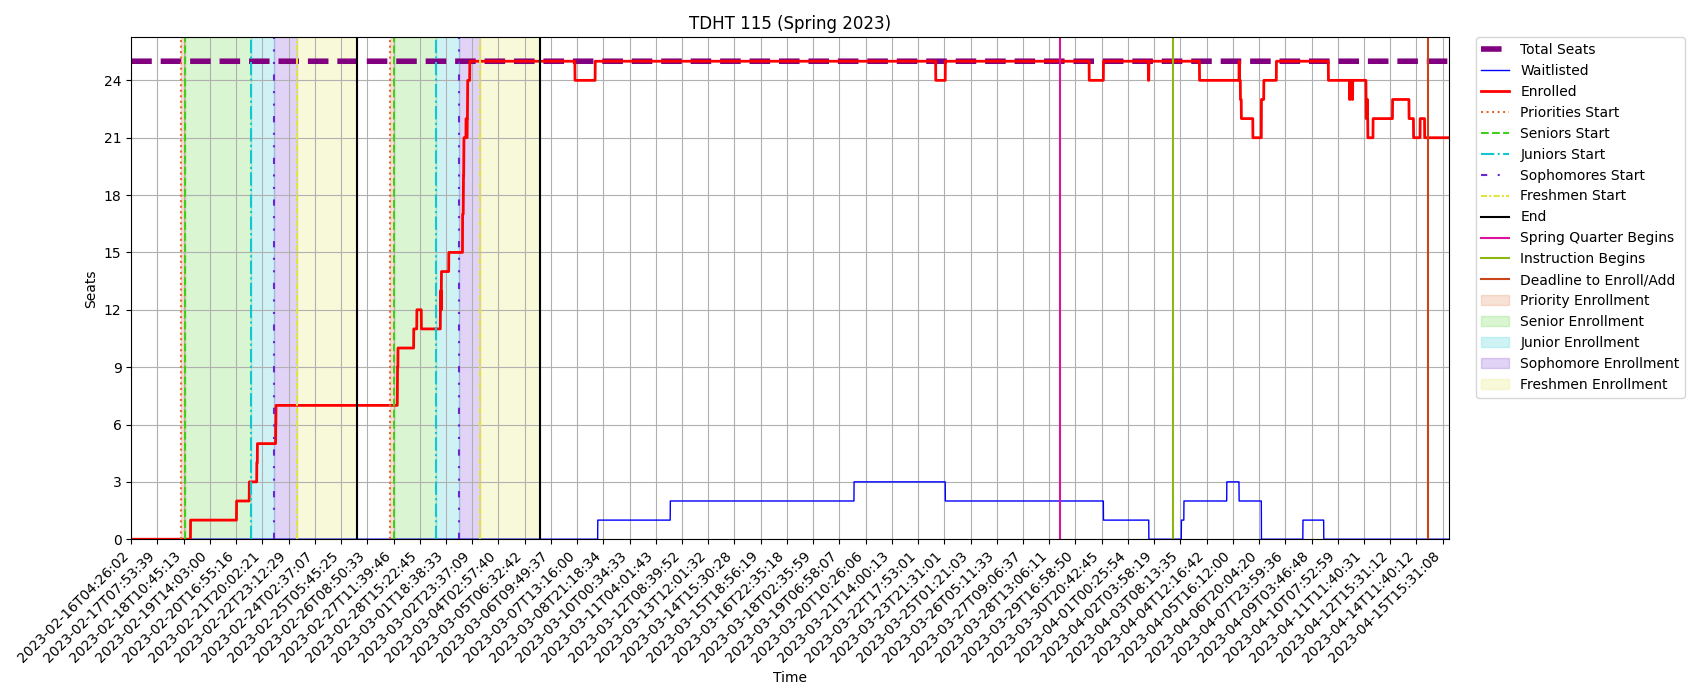 TDHT 115 (Spring 2023)
Seats
24
21
18
15
12
9
6
3
0
2023-02-16T04:26:02
2023-02-17T07:53:39
2023-02-18T10:45:13
2023-02-19T14:03:00
2023-02-20T16:55:16
2023-02-21T20:02:21
2023-02-22T23:12:29
2023-02-24T02:37:07
2023-02-25T05:45:25
2023-02-26T08:50:33
2023-02-27T11:39:46
2023-02-28T15:22:45
2023-03-01T18:38:33
2023-03-02T23:37:09
2023-03-04T02:57:40
2023-03-05T06:32:42
2023-03-06T09:49:37
2023-03-07T13:16:00
2023-03-08T21:18:34
2023-03-10T00:34:33
2023-03-11T04:01:43
2023-03-12T08:39:52
2023-03-13T12:01:32
2023-03-14T15:30:28
2023-03-15T18:56:19
2023-03-16T22:35:18
2023-03-18T02:35:59
2023-03-19T06:58:07
2023-03-20T10:26:06
2023-03-21T14:00:13
2023-03-22T17:53:01
2023-03-23T21:31:01
2023-03-25T01:21:03
2023-03-26T05:11:33
2023-03-27T09:06:37
2023-03-28T13:06:11
2023-03-29T16:58:50
2023-03-30T20:42:45
2023-04-01T00:25:54
2023-04-02T03:58:19
2023-04-03T08:13:35
2023-04-04T12:16:42
2023-04-05T16:12:00
2023-04-06T20:04:20
2023-04-07T23:59:36
2023-04-09T03:46:48
2023-04-10T07:52:59
2023-04-11T11:40:31
2023-04-12T15:31:12
2023-04-14T11:40:12
2023-04-15T15:31:08
Time
Total Seats
Waitlisted
Enrolled
Priorities Start
Seniors Start
Juniors Start
Sophomores Start
Freshmen Start
End
Spring Quarter Begins
Instruction Begins
Deadline to Enroll/Add
Priority Enrollment
Senior Enrollment
Junior Enrollment
Sophomore Enrollment
Freshmen Enrollment